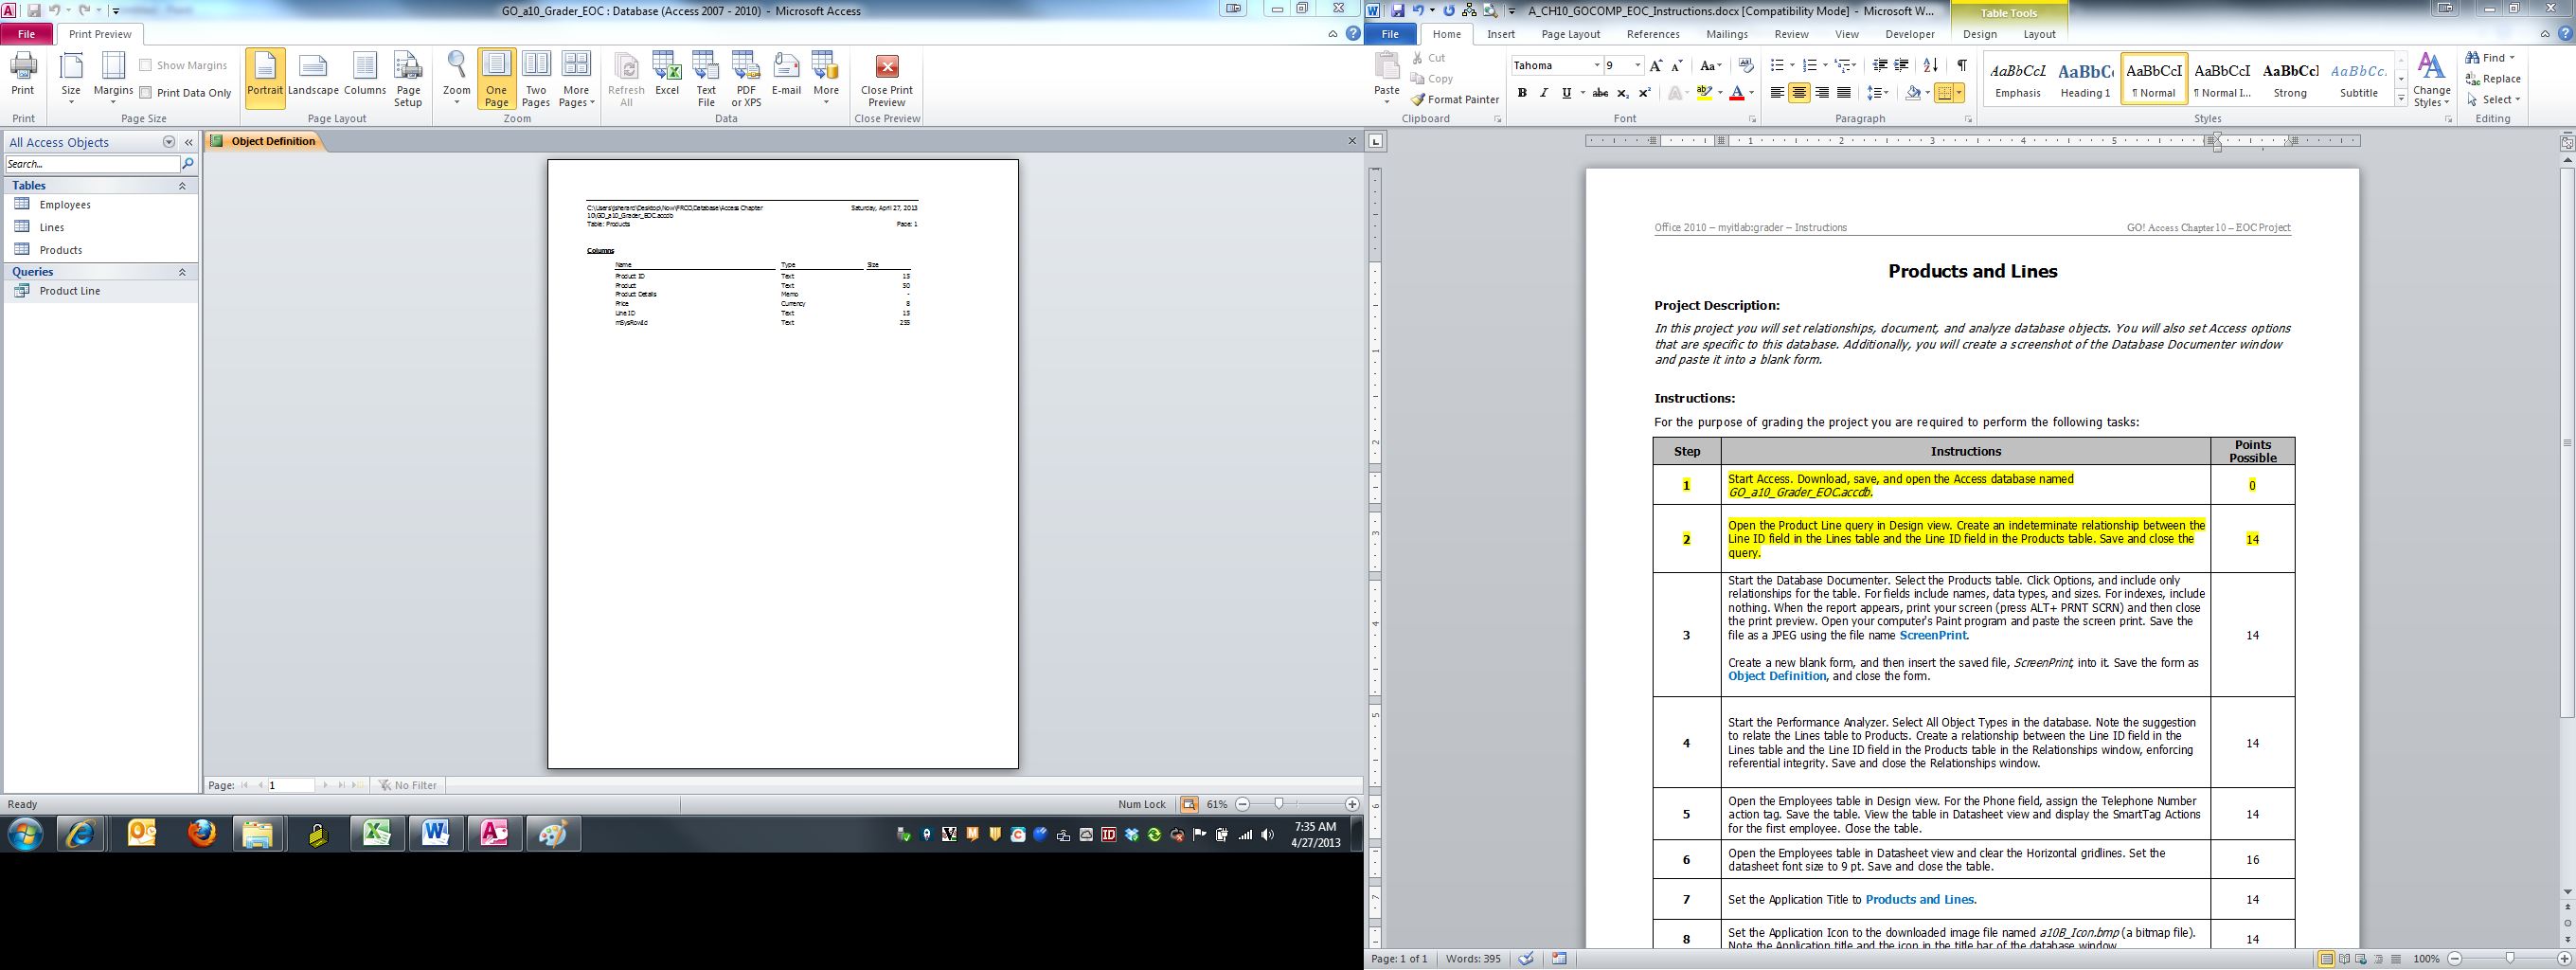 GO_a10_Grader_EOC : Database (Access 2007 - 2010) - Microsoft Access
File
Print Preview
Print
Size
Margins
Show Margins
Print Data Only
Portrait
Landscape
Columns
Page Setup
Zoom
One Page
Two Pages
More Pages
Refresh All
Excel
Text File
PDF or XPS
E-mail
More
Close Print Preview
Print
Page Size
Page Layout
Zoom
Data
Close Preview
All Access Objects
Search...
Tables
Employees
Lines
Products
Queries
Product Line
Object Definition
Saturday, April 27, 2013
10\GO_a10_Grader_EOC.accdb
Table: Products
Page: 1
Columns
Name Type Size
Product ID Text 15
Product Text 50
Product Details Memo -
Price Currency 8
Line ID Text 15
mSysRowId Text 255
Page: 1
No Filter
Ready
Num Lock
61%
7:35 AM
4/27/2013
A_CH10_GOCOMP_EOC_Instructions.docx [Compatibility Mode] - Microsoft W...
Table Tools
File Home Insert Page Layout References Mailings Review View Developer Design Layout
Paste
Cut
Copy
Format Painter
Clipboard
Tahoma
9
Font
Paragraph
AaBbCcI Emphasis
AaBbC Heading 1
AaBbCcI ¶ Normal
AaBbCcI ¶ Normal I...
AaBbCcI Strong
AaBbCc. Subtitle
Change Styles
Styles
Find
Replace
Select
Editing
Office 2010 – myitlab:grader – Instructions
GO! Access Chapter 10 – EOC Project
Products and Lines
Project Description:
In this project you will set relationships, document, and analyze database objects. You will also set Access options
that are specific to this database. Additionally, you will create a screenshot of the Database Documenter window
and paste it into a blank form.
Instructions:
For the purpose of grading the project you are required to perform the following tasks:
Step Instructions Points Possible
1
Start Access. Download, save, and open the Access database named
GO_a10_Grader_EOC.accdb.
0
2
Open the Product Line query in Design view. Create an indeterminate relationship between the
Line ID field in the Lines table and the Line ID field in the Products table. Save and close the
query.
14
3
Start the Database Documenter. Select the Products table. Click Options, and include only
relationships for the table. For fields include names, data types, and sizes. For indexes, include
nothing. When the report appears, print your screen (press ALT+ PRNT SCRN) and then close
the print preview. Open your computer's Paint program and paste the screen print. Save the
file as a JPEG using the file name ScreenPrint.
Create a new blank form, and then insert the saved file, ScreenPrint, into it. Save the form as
Object Definition, and close the form.
14
4
Start the Performance Analyzer. Select All Object Types in the database. Note the suggestion
to relate the Lines table to Products. Create a relationship between the Line ID field in the
Lines table and the Line ID field in the Products table in the Relationships window, enforcing
referential integrity. Save and close the Relationships window.
14
5
Open the Employees table in Design view. For the Phone field, assign the Telephone Number
action tag. Save the table. View the table in Datasheet view and display the SmartTag Actions
for the first employee. Close the table.
14
6
Open the Employees table in Datasheet view and clear the Horizontal gridlines. Set the
datasheet font size to 9 pt. Save and close the table.
16
7
Set the Application Title to Products and Lines.
14
8
Set the Application Icon to the downloaded image file named a10B_Icon.bmp (a bitmap file).
Note the Application title and the icon in the title bar of the database window.
14
Page: 1 of 1
Words: 395
100%